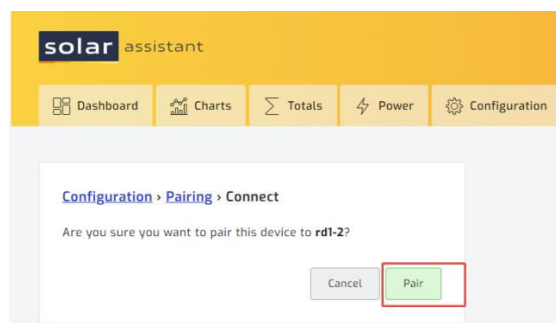 solar assistant
Dashboard Charts Totals Power Configuration
Configuration › Pairing › Connect
Are you sure you want to pair this device to rd1-2?
Cancel Pair